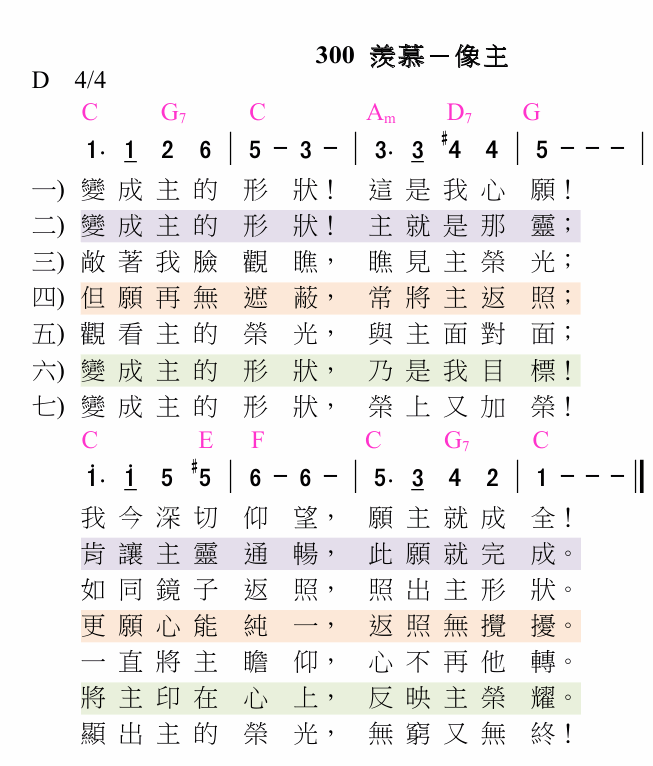 300 羨慕－像主
D 4/4
C G7 C Am D7 G
1. 1 2 6 | 5 － 3 － | 3. 3 #4 4 | 5 － － － |
一) 變成主的 形狀！ 這是我心 願！
二) 變成主的 形狀！ 主就是那 靈；
三) 敞著我臉 觀瞧， 瞧見主榮 光；
四) 但願再無 遮蔽， 常將主返 照；
五) 觀看主的 榮光， 與主面對 面；
六) 變成主的 形狀， 乃是我目 標！
七) 變成主的 形狀， 榮上又加 榮！
C E F C G7 C
1̇. 1̇ 5 #5 | 6 － 6 － | 5. 3 4 2 | 1 － － － ‖
我今深切 仰望， 願主就成 全！
肯讓主靈 通暢， 此願就完 成。
如同鏡子 返照， 照出主形 狀。
更願心能 純一， 返照無攪 擾。
一直將主 瞻仰， 心不再他 轉。
將主印在 心上， 反映主榮 耀。
顯出主的 榮光， 無窮又無 終！